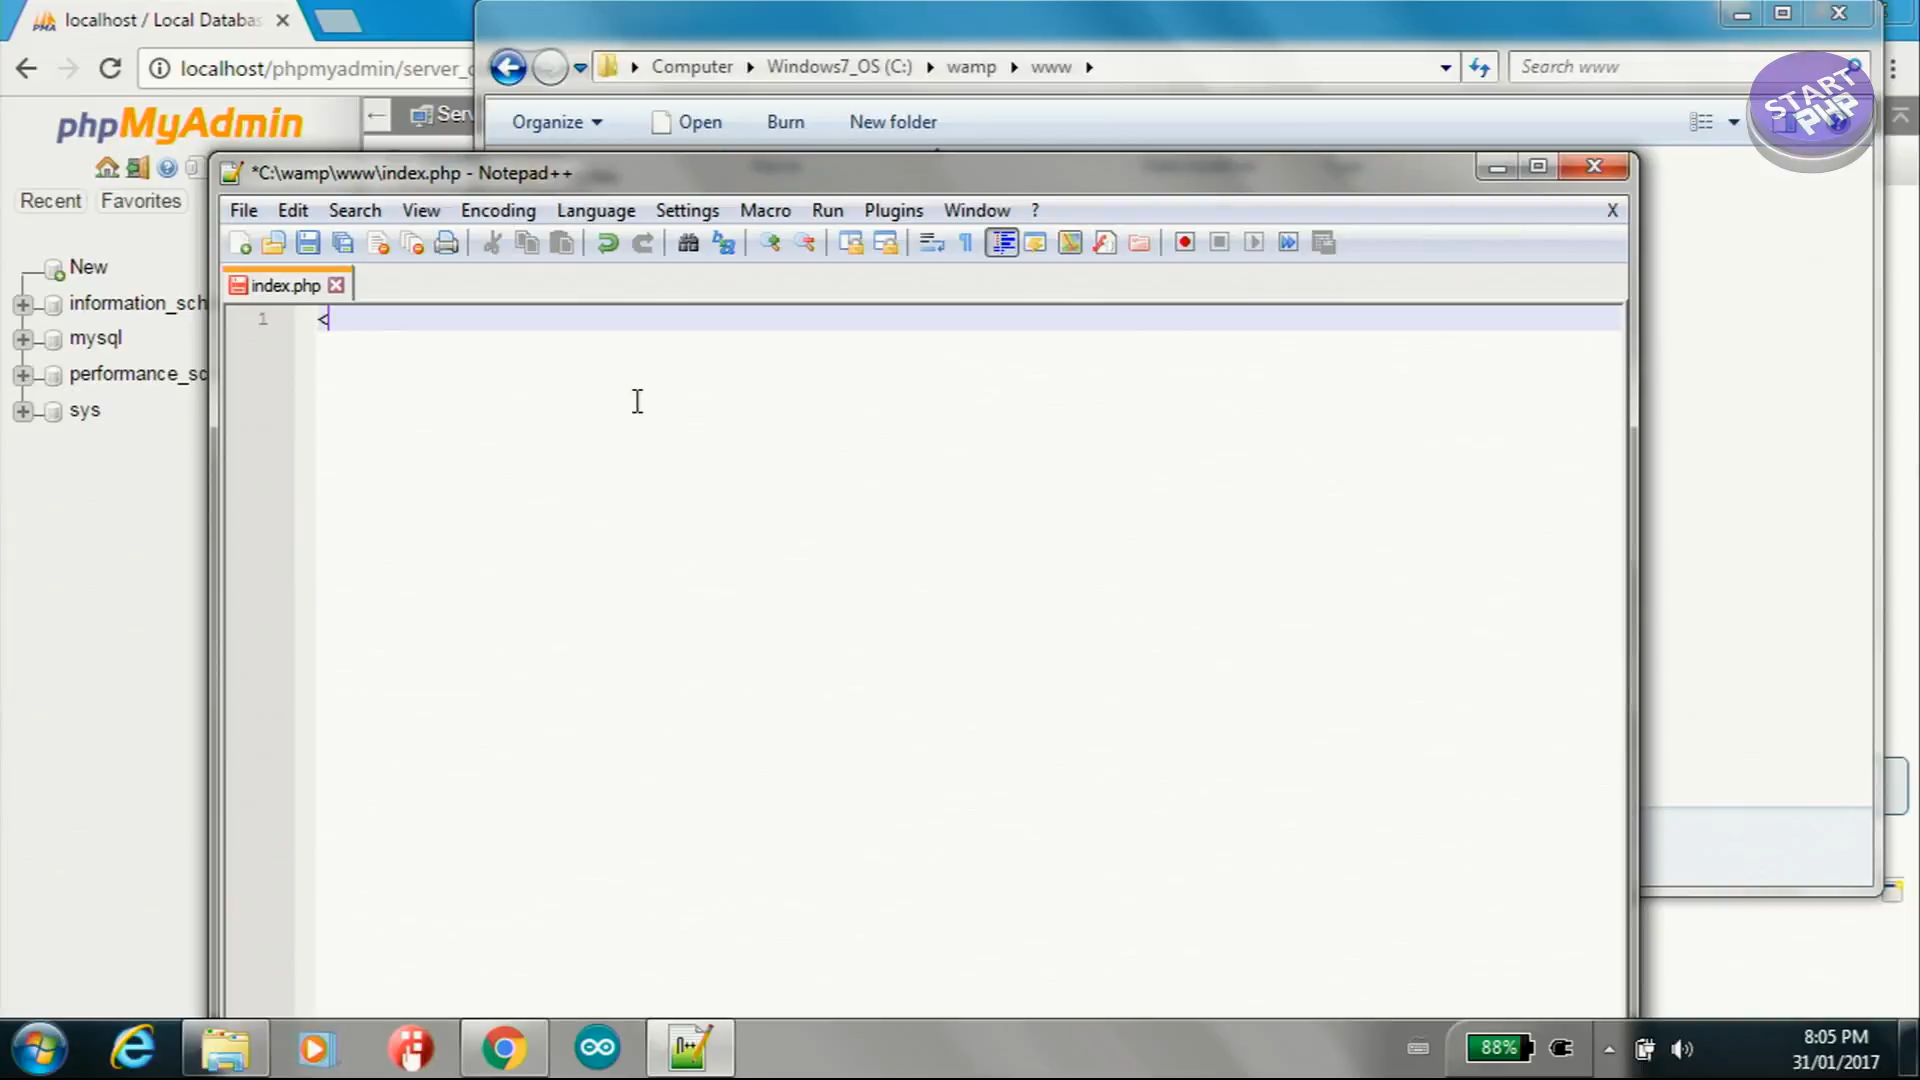 localhost / Local Databa
localhost/phpmyadmin/server_c
Computer Windows7_OS (C:) wamp www
Search www
START PHP
Organize Open Burn New folder
phpMyAdmin
Serv
Recent Favorites
*C:\wamp\www\index.php - Notepad++
File Edit Search View Encoding Language Settings Macro Run Plugins Window ? X
index.php
1 <
New
information_sch
mysql
performance_sc
sys
88%
8:05 PM
31/01/2017